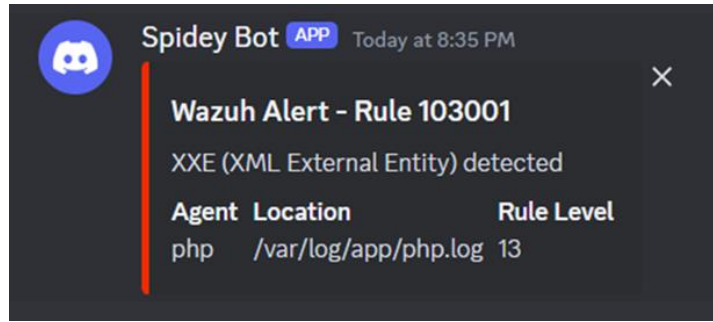 Spidey Bot APP Today at 8:35 PM
Wazuh Alert - Rule 103001
XXE (XML External Entity) detected
Agent Location Rule Level
php /var/log/app/php.log 13